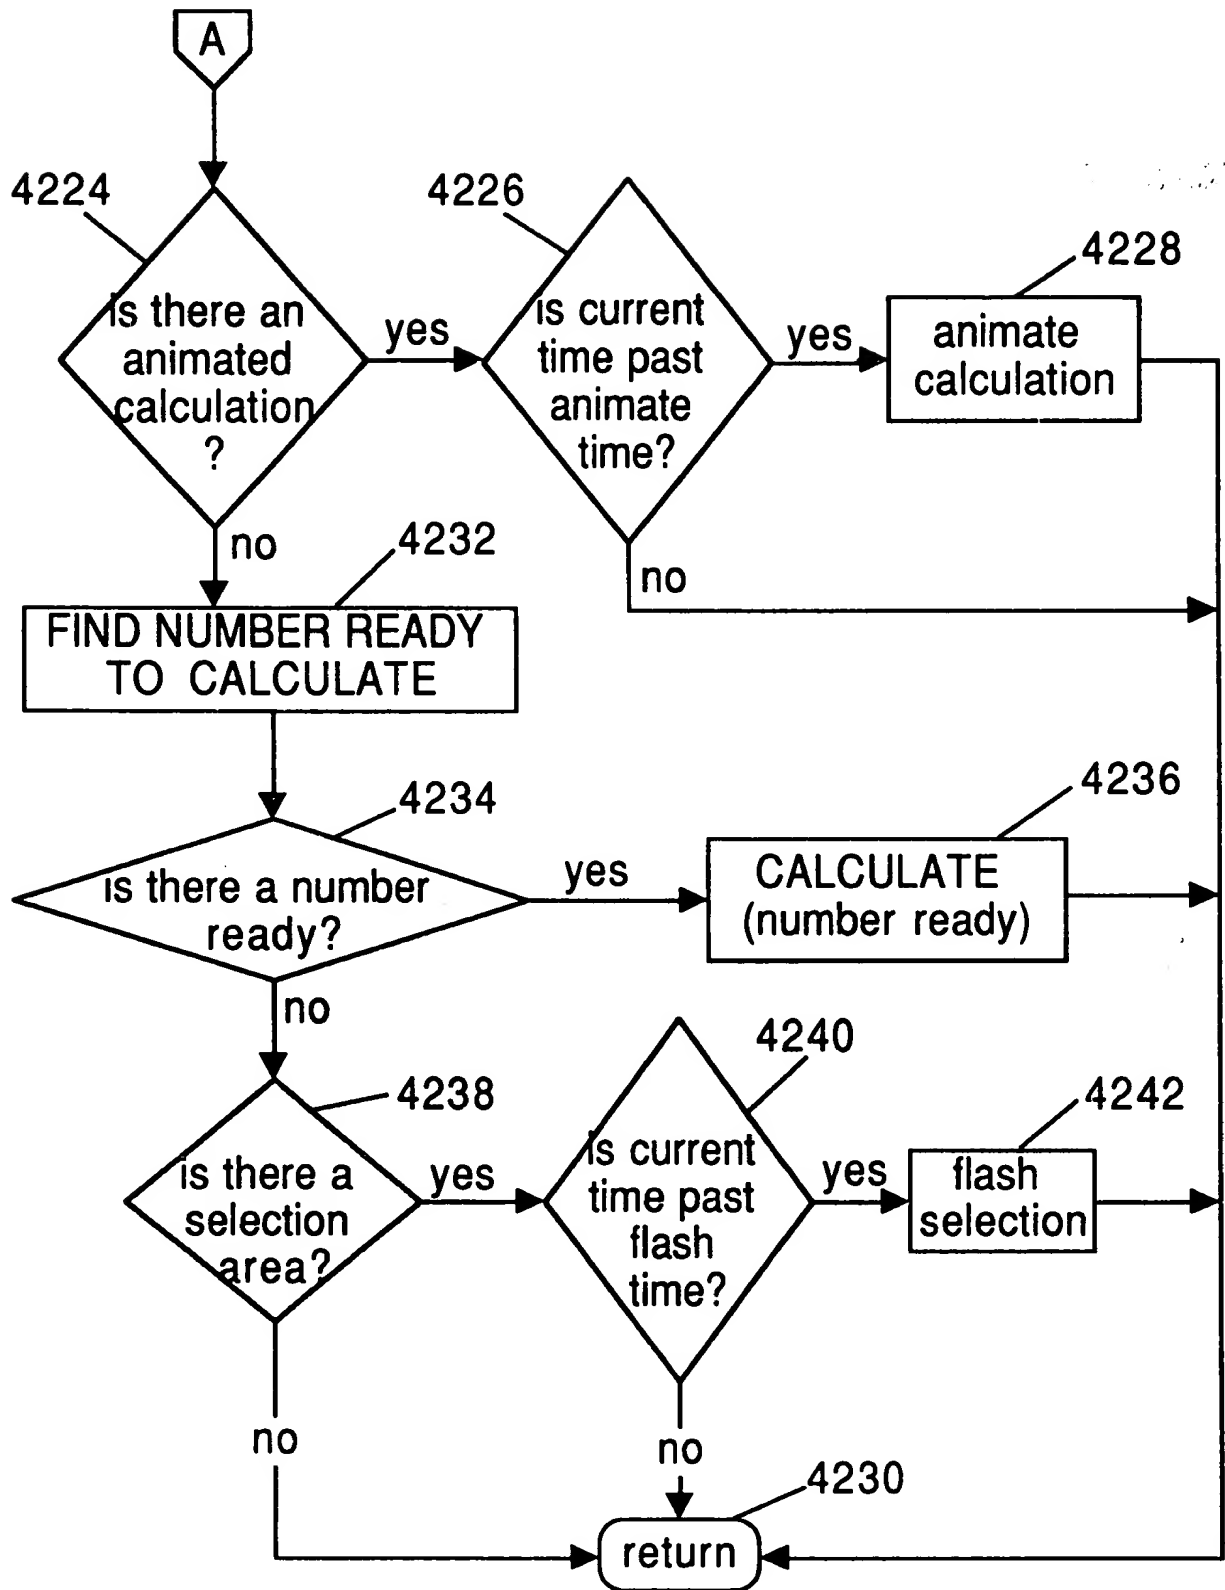 A
4224
4226
4228
is there an
animated
calculation
?
yes
is current
time past
animate
time?
yes
animate
calculation
no
4232
no
FIND NUMBER READY
TO CALCULATE
4234
4236
is there a number
ready?
yes
CALCULATE
(number ready)
no
4238
4240
4242
is there a
selection
area?
yes
is current
time past
flash
time?
yes
flash
selection
no
no
4230
return